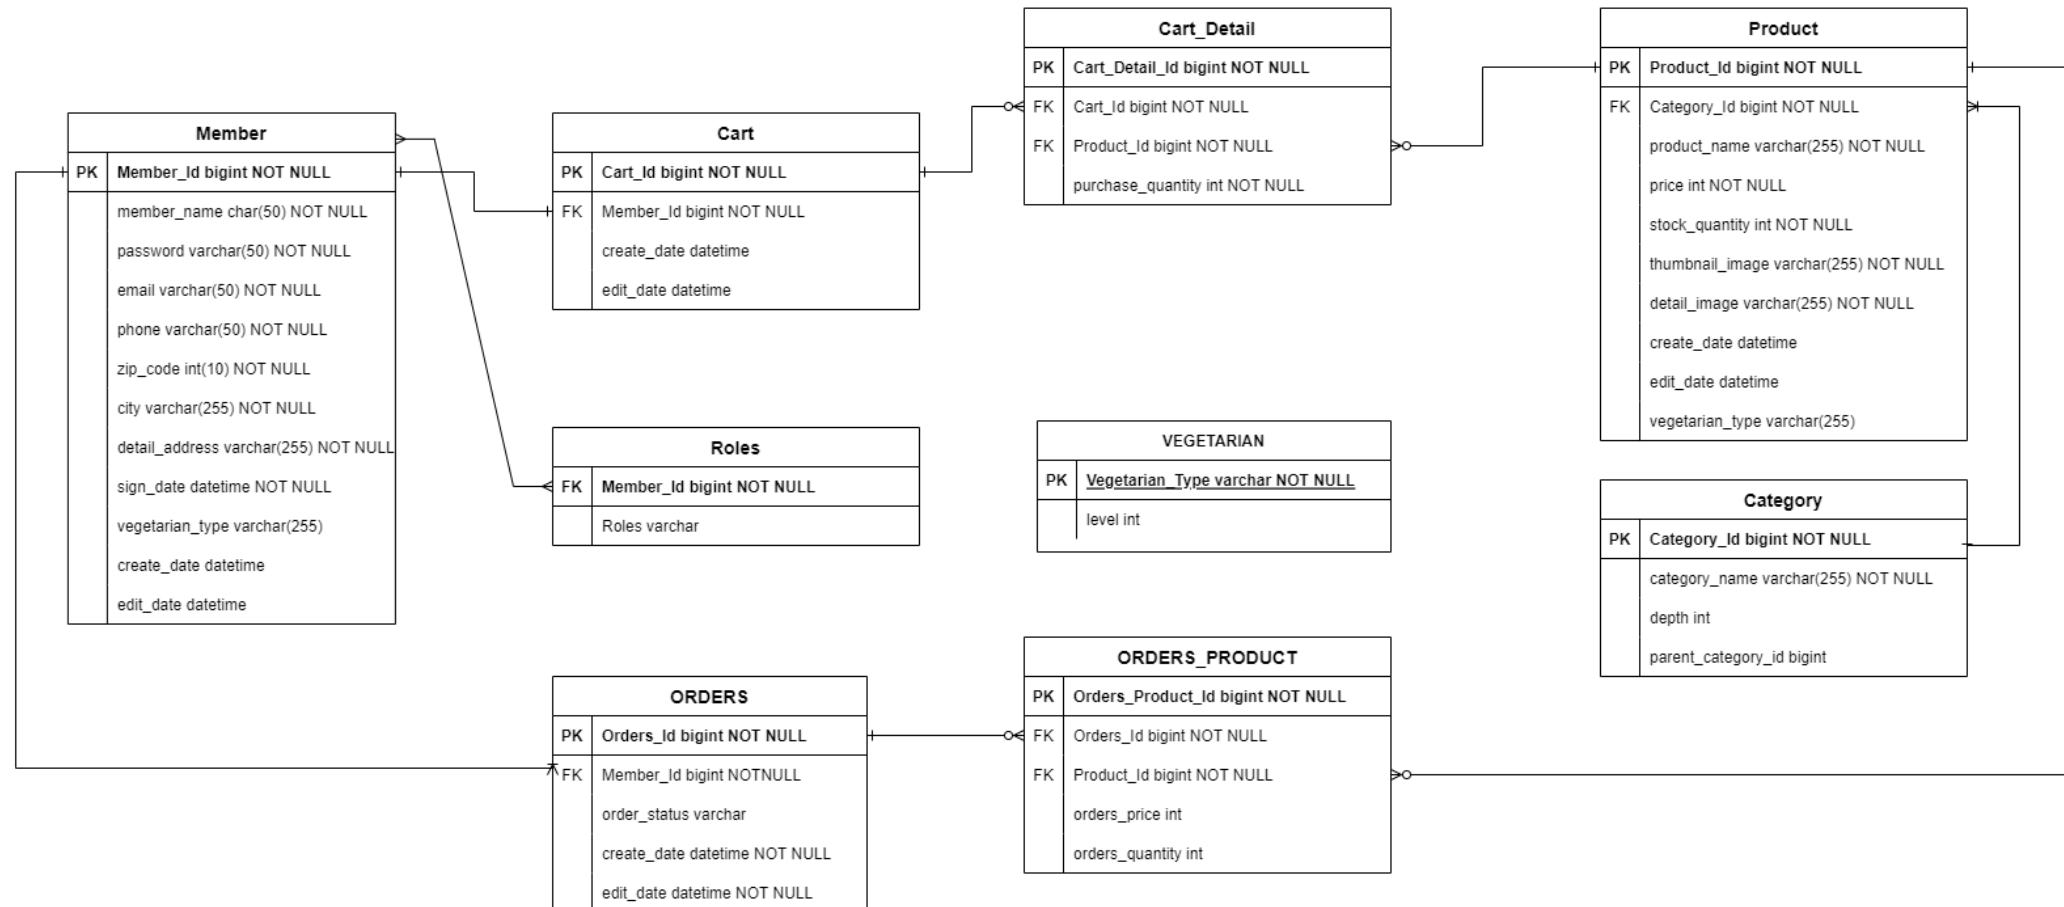 Member
PK Member_Id bigint NOT NULL
member_name char(50) NOT NULL
password varchar(50) NOT NULL
email varchar(50) NOT NULL
phone varchar(50) NOT NULL
zip_code int(10) NOT NULL
city varchar(255) NOT NULL
detail_address varchar(255) NOT NULL
sign_date datetime NOT NULL
vegetarian_type varchar(255)
create_date datetime
edit_date datetime
Cart
PK Cart_Id bigint NOT NULL
FK Member_Id bigint NOT NULL
create_date datetime
edit_date datetime
Roles
FK Member_Id bigint NOT NULL
Roles varchar
ORDERS
PK Orders_Id bigint NOT NULL
FK Member_Id bigint NOTNULL
order_status varchar
create_date datetime NOT NULL
edit_date datetime NOT NULL
Cart_Detail
PK Cart_Detail_Id bigint NOT NULL
FK Cart_Id bigint NOT NULL
FK Product_Id bigint NOT NULL
purchase_quantity int NOT NULL
VEGETARIAN
PK Vegetarian_Type varchar NOT NULL
level int
ORDERS_PRODUCT
PK Orders_Product_Id bigint NOT NULL
FK Orders_Id bigint NOT NULL
FK Product_Id bigint NOT NULL
orders_price int
orders_quantity int
Product
PK Product_Id bigint NOT NULL
FK Category_Id bigint NOT NULL
product_name varchar(255) NOT NULL
price int NOT NULL
stock_quantity int NOT NULL
thumbnail_image varchar(255) NOT NULL
detail_image varchar(255) NOT NULL
create_date datetime
edit_date datetime
vegetarian_type varchar(255)
Category
PK Category_Id bigint NOT NULL
category_name varchar(255) NOT NULL
depth int
parent_category_id bigint